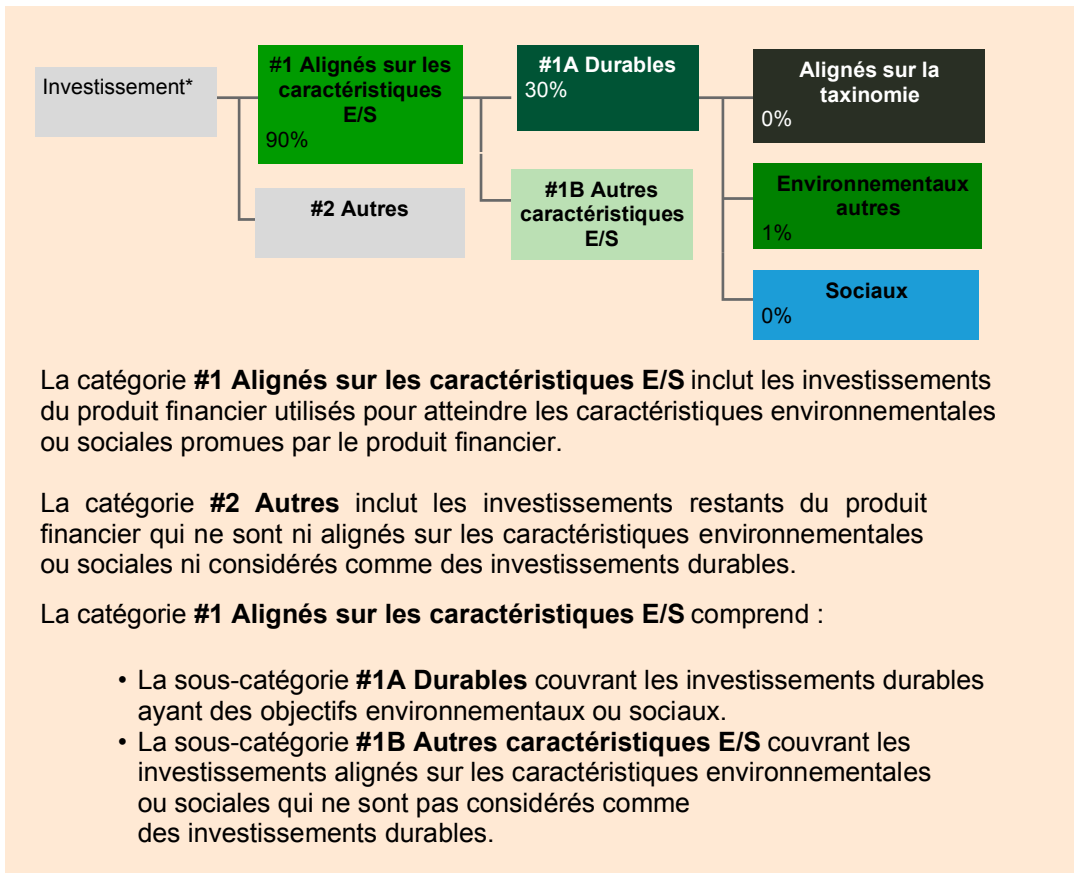 Investissement*
#1 Alignés sur les
caractéristiques
E/S
90%
#2 Autres
#1A Durables
30%
#1B Autres
caractéristiques
E/S
Alignés sur la
taxinomie
0%
Environnementaux
autres
1%
Sociaux
0%
La catégorie #1 Alignés sur les caractéristiques E/S inclut les investissements
du produit financier utilisés pour atteindre les caractéristiques environnementales
ou sociales promues par le produit financier.
La catégorie #2 Autres inclut les investissements restants du produit
financier qui ne sont ni alignés sur les caractéristiques environnementales
ou sociales ni considérés comme des investissements durables.
La catégorie #1 Alignés sur les caractéristiques E/S comprend :
• La sous-catégorie #1A Durables couvrant les investissements durables
ayant des objectifs environnementaux ou sociaux.
• La sous-catégorie #1B Autres caractéristiques E/S couvrant les
investissements alignés sur les caractéristiques environnementales
ou sociales qui ne sont pas considérés comme
des investissements durables.